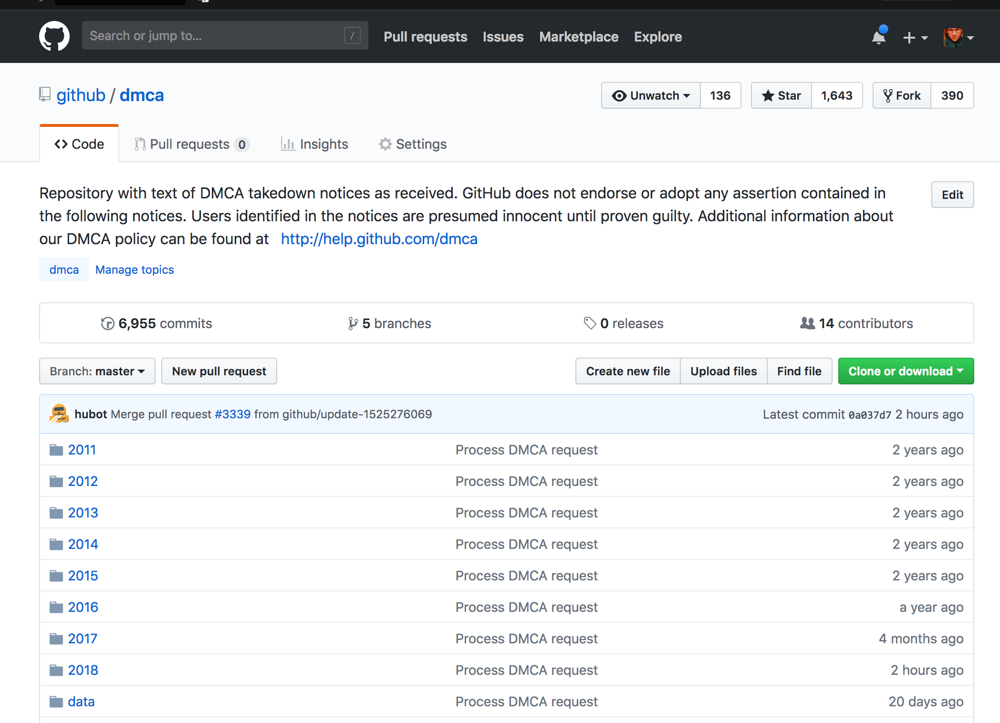 Search or jump to... /
Pull requests Issues Marketplace Explore
github / dmca
Unwatch 136 Star 1,643 Fork 390
Code Pull requests 0 Insights Settings
Repository with text of DMCA takedown notices as received. GitHub does not endorse or adopt any assertion contained in
the following notices. Users identified in the notices are presumed innocent until proven guilty. Additional information about
our DMCA policy can be found at http://help.github.com/dmca
Edit
dmca Manage topics
6,955 commits 5 branches 0 releases 14 contributors
Branch: master New pull request Create new file Upload files Find file Clone or download
hubot Merge pull request #3339 from github/update-1525276069 Latest commit 0a037d7 2 hours ago
2011 Process DMCA request 2 years ago
2012 Process DMCA request 2 years ago
2013 Process DMCA request 2 years ago
2014 Process DMCA request 2 years ago
2015 Process DMCA request 2 years ago
2016 Process DMCA request a year ago
2017 Process DMCA request 4 months ago
2018 Process DMCA request 2 hours ago
data Process DMCA request 20 days ago